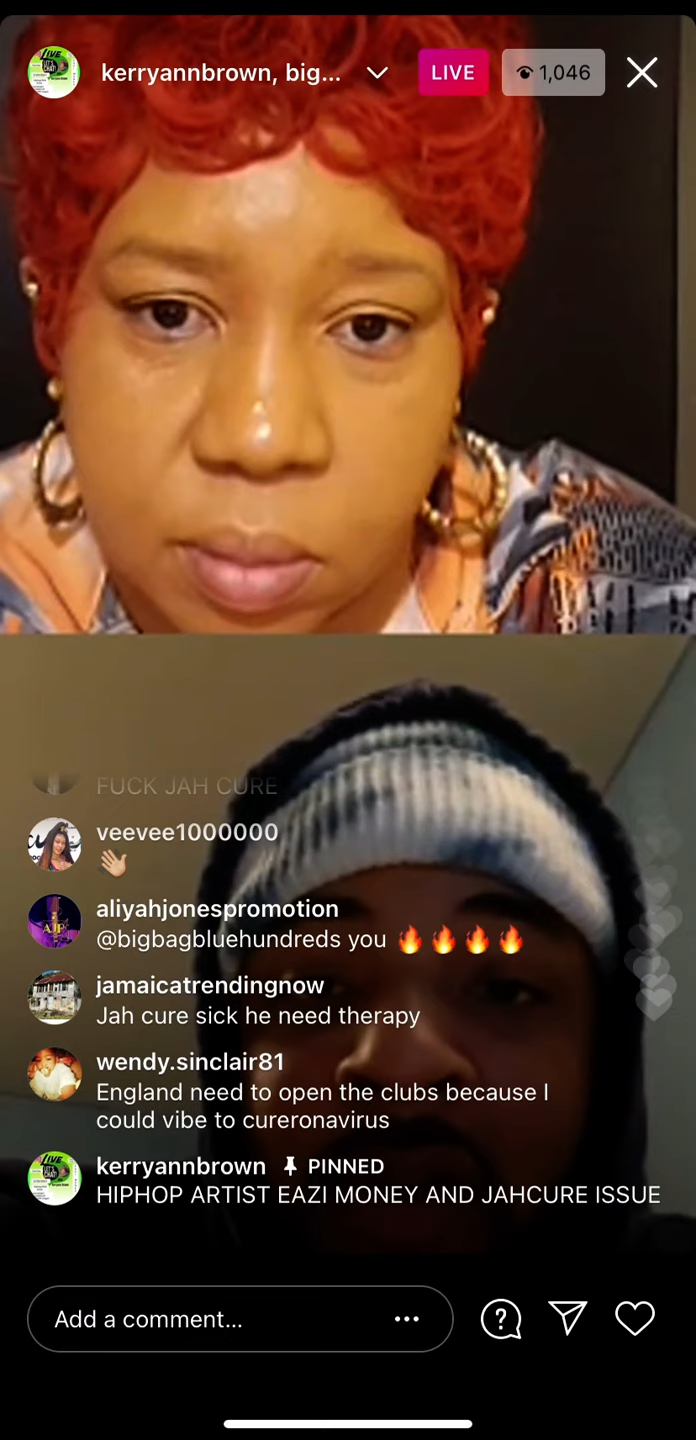 kerryannbrown, big...
LIVE
1,046
FUCK JAH CURE
veevee1000000
👋🏼
aliyahjonespromotion
@bigbagbluehundreds you 🔥🔥🔥🔥
jamaicatrendingnow
Jah cure sick he need therapy
wendy.sinclair81
England need to open the clubs because I
could vibe to cureronavirus
kerryannbrown PINNED
HIPHOP ARTIST EAZI MONEY AND JAHCURE ISSUE
Add a comment...